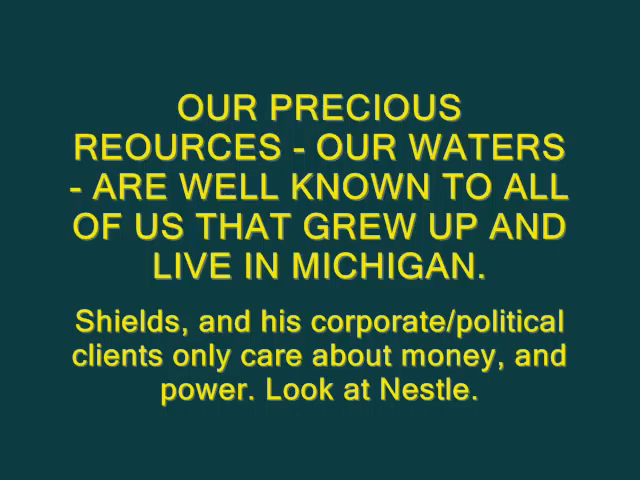 OUR PRECIOUS
REOURCES - OUR WATERS
- ARE WELL KNOWN TO ALL
OF US THAT GREW UP AND
LIVE IN MICHIGAN.
Shields, and his corporate/political
clients only care about money, and
power. Look at Nestle.